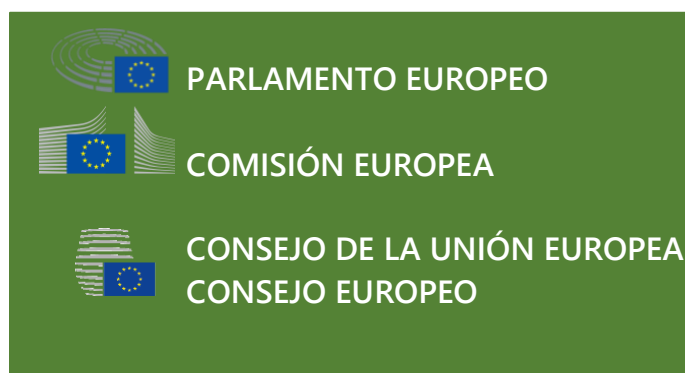 PARLAMENTO EUROPEO
COMISIÓN EUROPEA
CONSEJO DE LA UNIÓN EUROPEA
CONSEJO EUROPEO